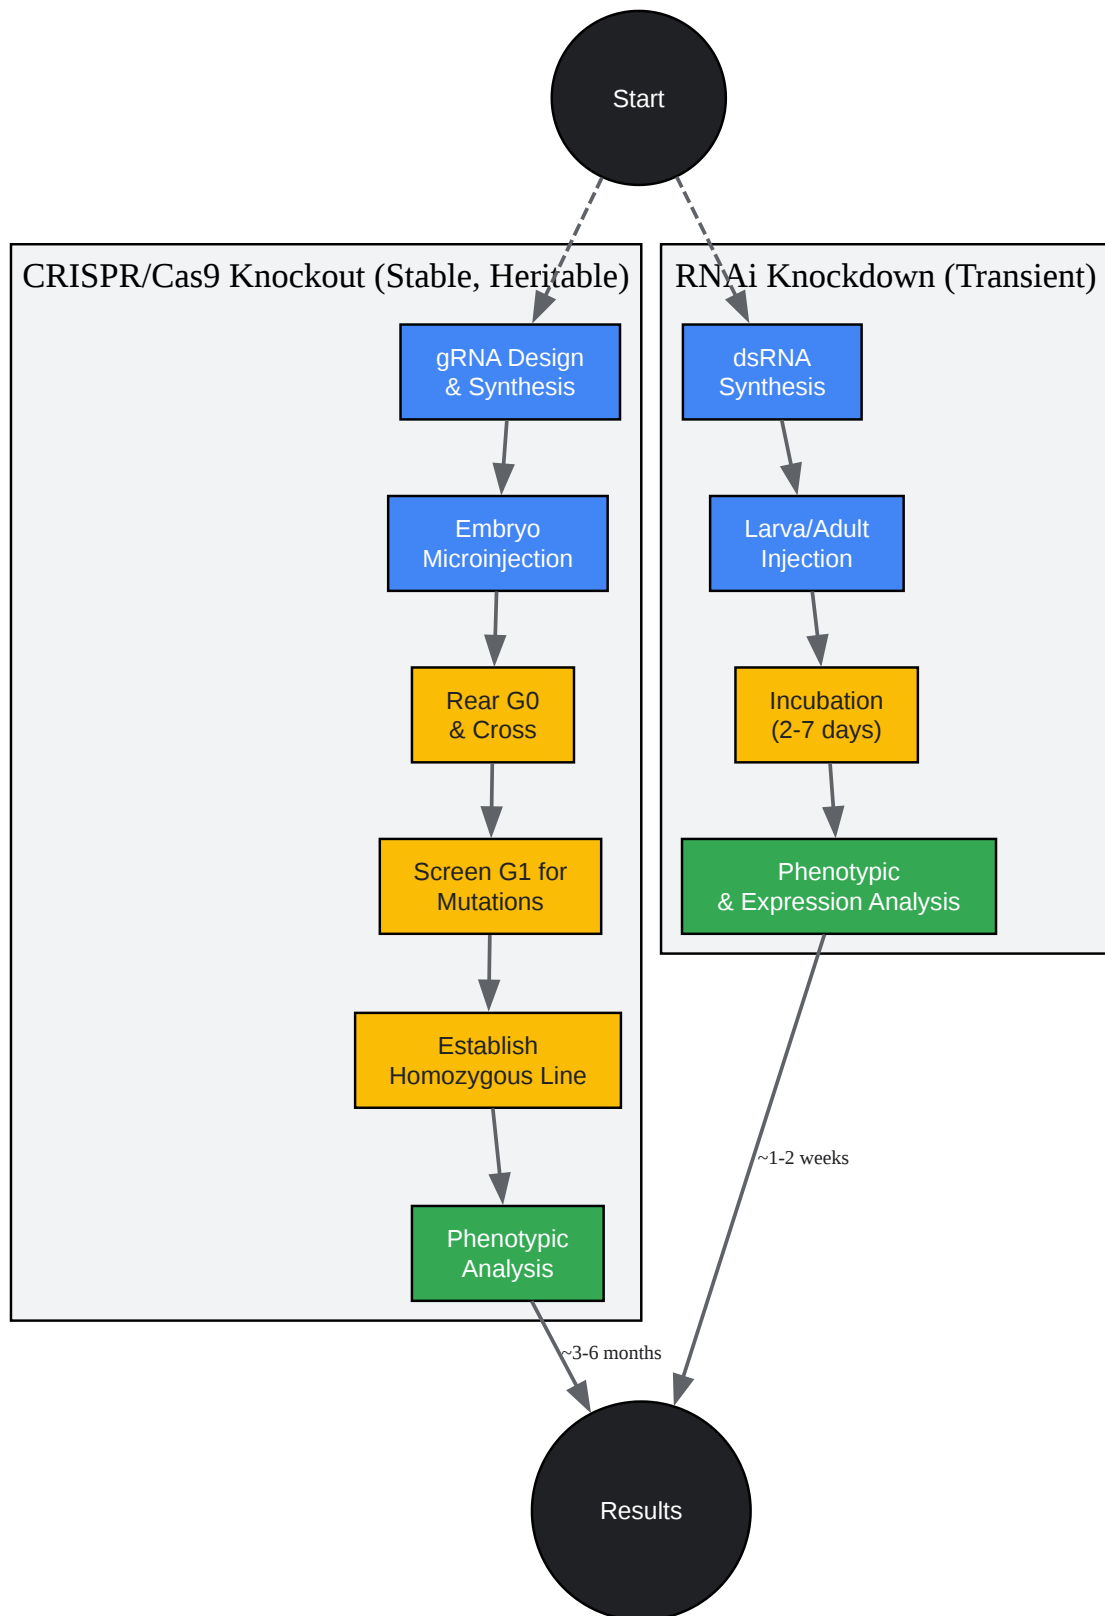 Start
CRISPR/Cas9 Knockout (Stable, Heritable)
gRNA Design
& Synthesis
Embryo
Microinjection
Rear G0
& Cross
Screen G1 for
Mutations
Establish
Homozygous Line
Phenotypic
Analysis
~3-6 months
RNAi Knockdown (Transient)
dsRNA
Synthesis
Larva/Adult
Injection
Incubation
(2-7 days)
Phenotypic
& Expression Analysis
~1-2 weeks
Results